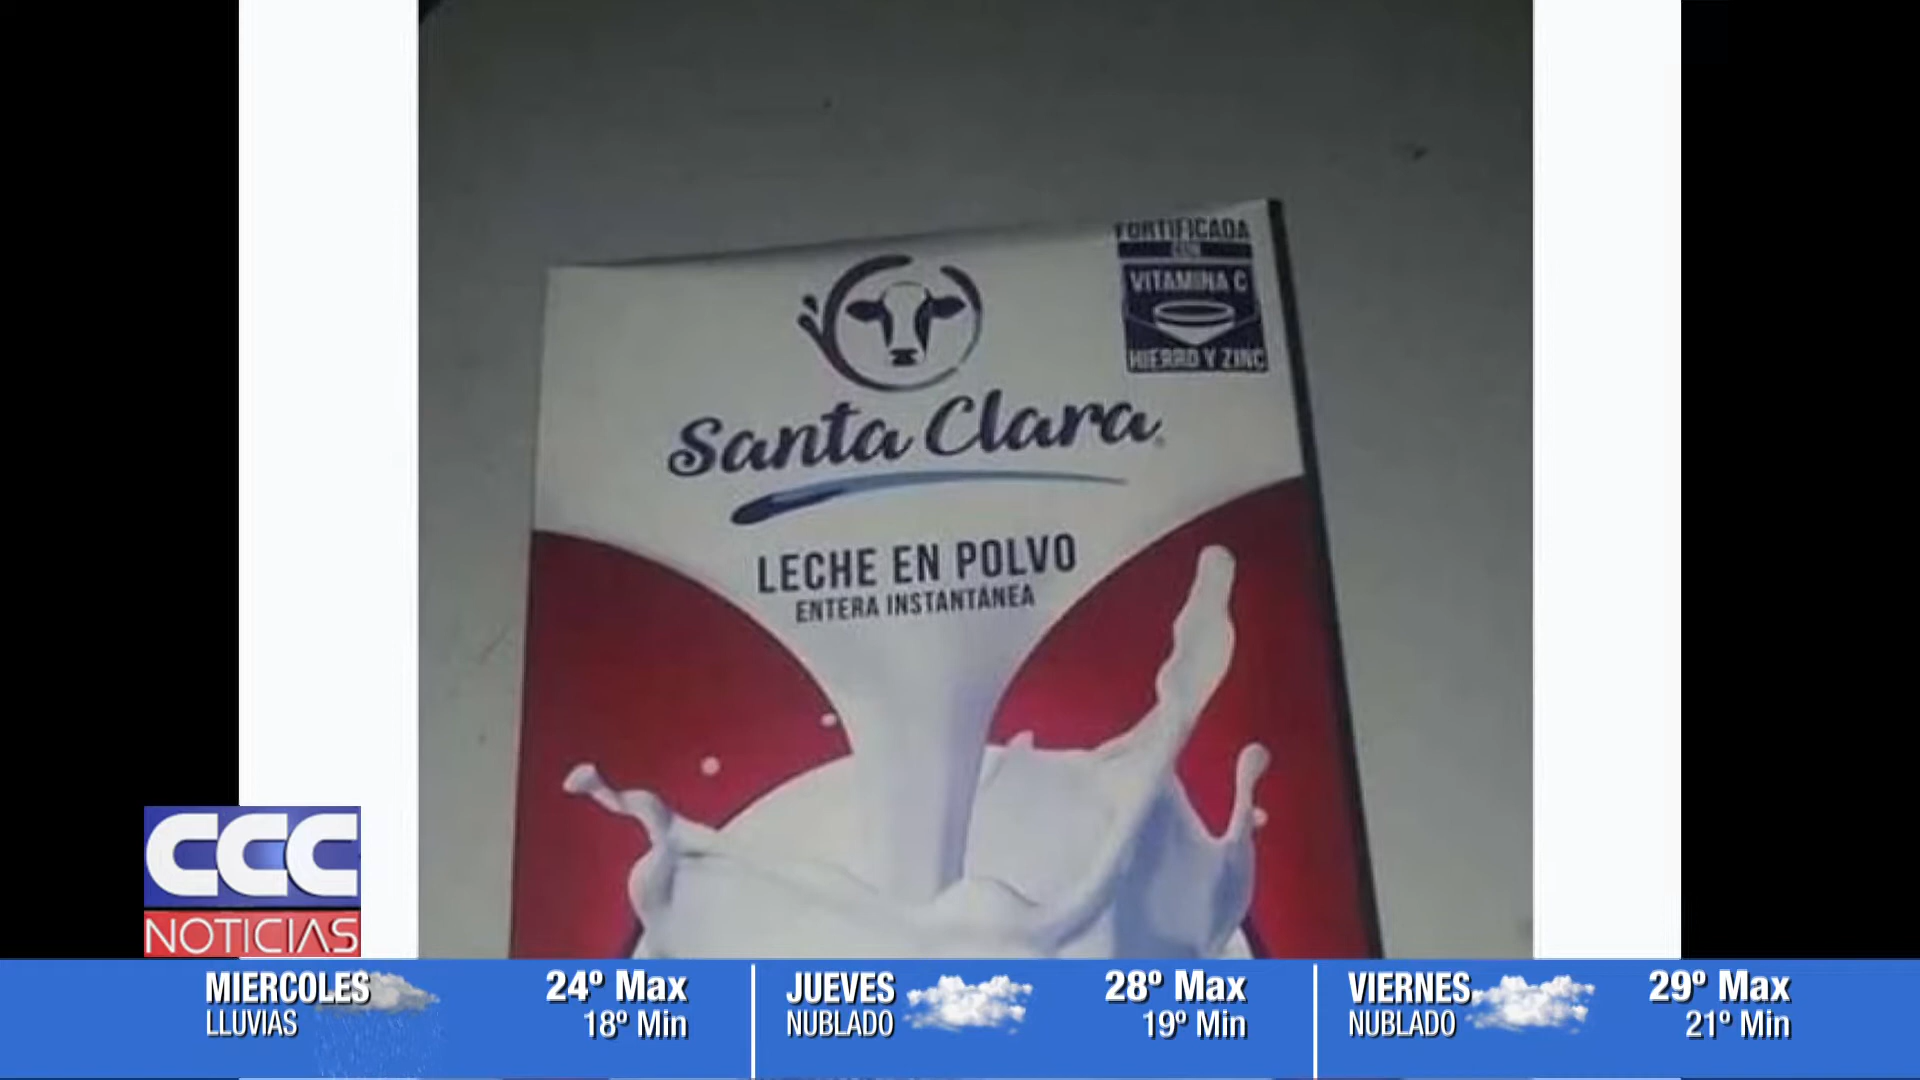 FORTIFICADA
CON
VITAMINA C
HIERRO Y ZINC
Santa Clara
LECHE EN POLVO
ENTERA INSTANTÁNEA
CCC
NOTICIAS
MIERCOLES
LLUVIAS
24º Max
18º Min
JUEVES
NUBLADO
28º Max
19º Min
VIERNES
NUBLADO
29º Max
21º Min